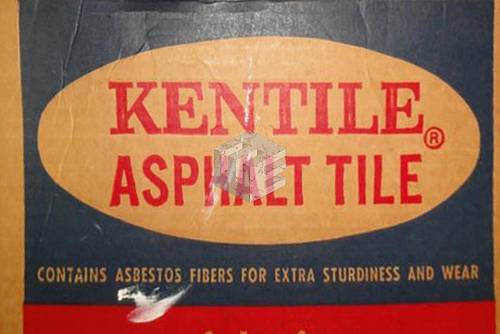 KENTILE®
ASPHALT TILE
CONTAINS ASBESTOS FIBERS FOR EXTRA STURDINESS AND WEAR